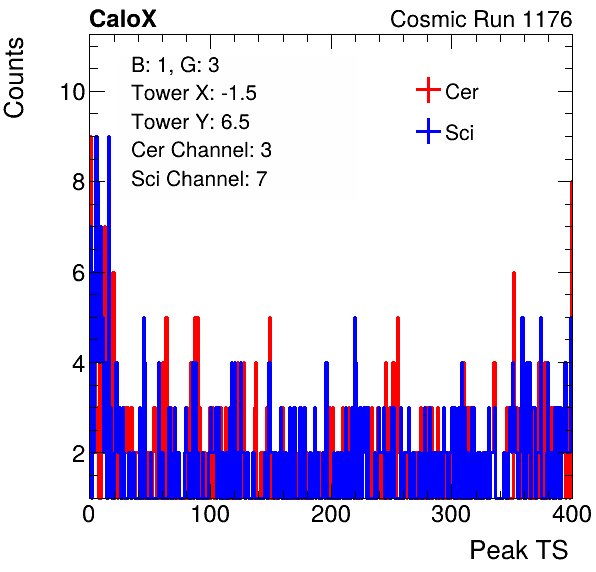 CaloX Cosmic Run 1176
Counts
B: 1, G: 3
Tower X: -1.5
Tower Y: 6.5
Cer Channel: 3
Sci Channel: 7
Cer
Sci
10
8
6
4
2
0 100 200 300 400
Peak TS